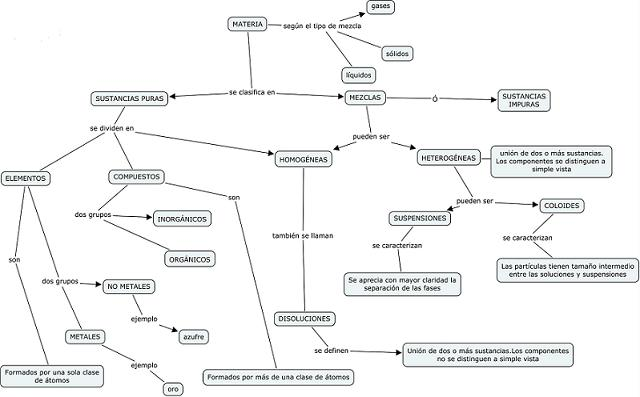 gases
MATERIA
según el tipo de mezcla
sólidos
líquidos
se clasifica en
SUSTANCIAS PURAS
MEZCLAS
ó
SUSTANCIAS
IMPURAS
se dividen en
pueden ser
HOMOGÉNEAS
HETEROGÉNEAS
unión de dos o más sustancias.
Los componentes se distinguen a
simple vista
ELEMENTOS
COMPUESTOS
son
pueden ser
dos grupos
INORGÁNICOS
SUSPENSIONES
COLOIDES
ORGÁNICOS
también se llaman
se caracterizan
se caracterizan
son
dos grupos
NO METALES
Se aprecia con mayor claridad la
separación de las fases
Las partículas tienen tamaño intermedio
entre las soluciones y suspensiones
ejemplo
DISOLUCIONES
METALES
azufre
se definen
Unión de dos o más sustancias.Los componentes
no se distinguen a simple vista
ejemplo
Formados por una sola clase
de átomos
oro
Formados por más de una clase de átomos